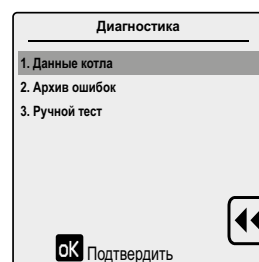 Диагностика
1. Данные котла
2. Архив ошибок
3. Ручной тест
oK Подтвердить